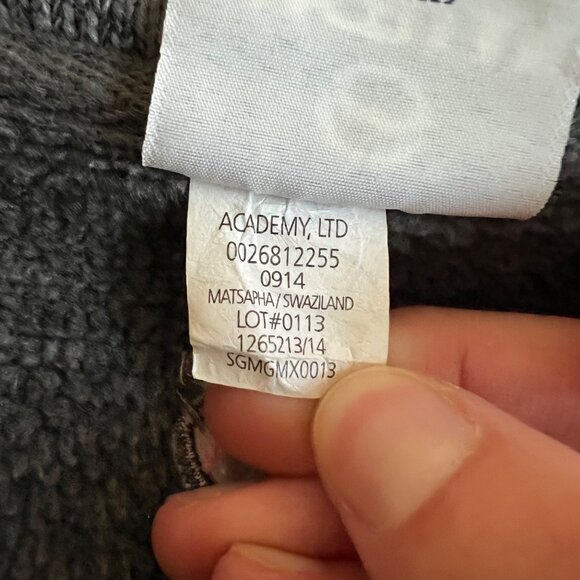 ACADEMY, LTD
0026812255
0914
MATSAPHA/SWAZILAND
LOT#0113
1265213/14
SGMGMX0013